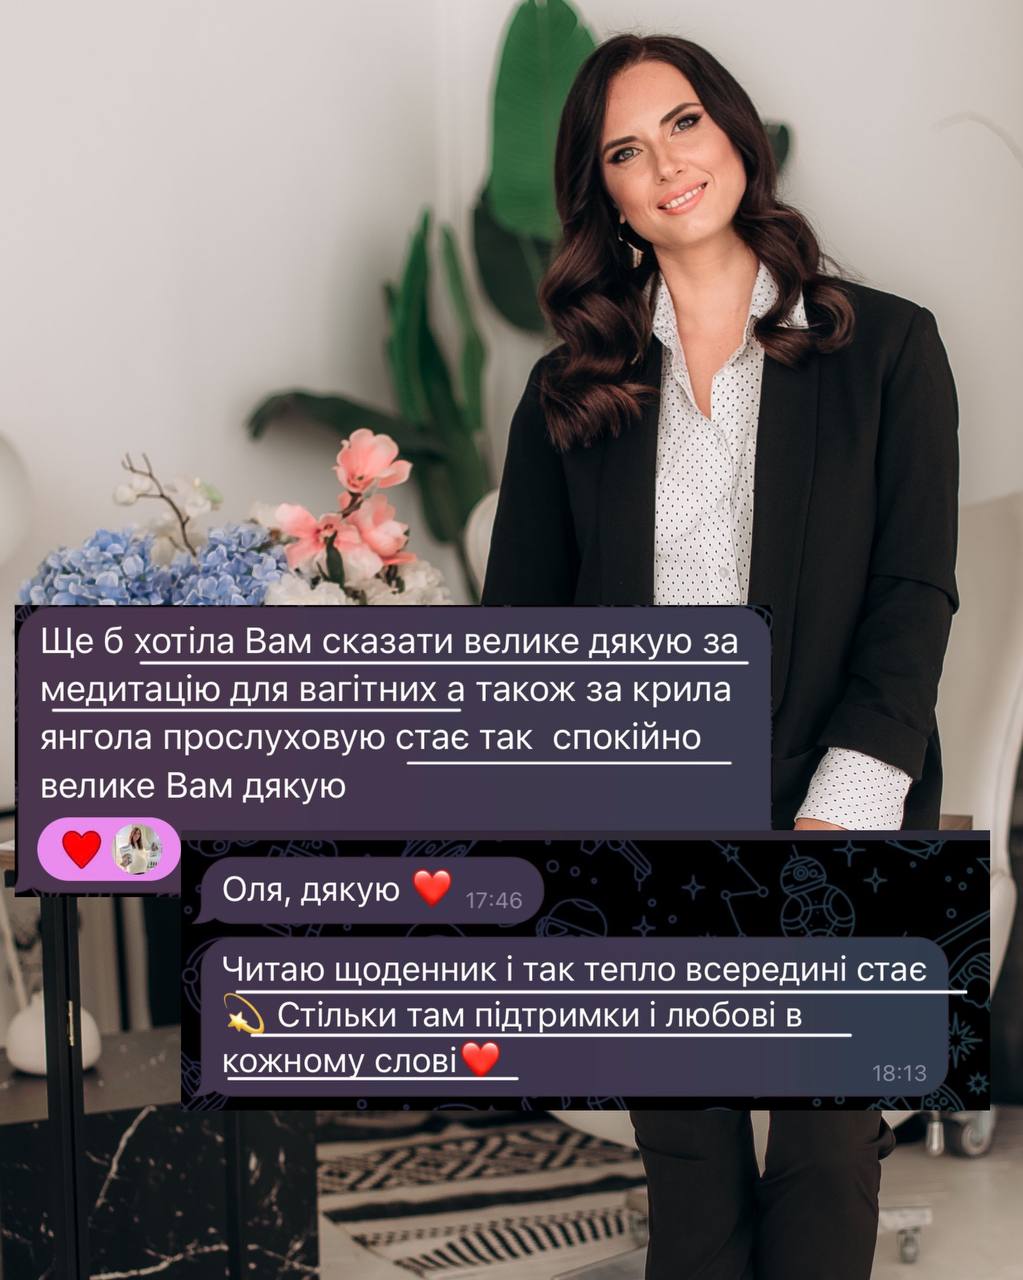 Ще б хотіла Вам сказати велике дякую за
медитацію для вагітних а також за крила
янгола прослуховую стає так спокійно
велике Вам дякую
Оля, дякую ❤️ 17:46
Читаю щоденник і так тепло всередині стає
💫 Стільки там підтримки і любові в
кожному слові❤️ 18:13